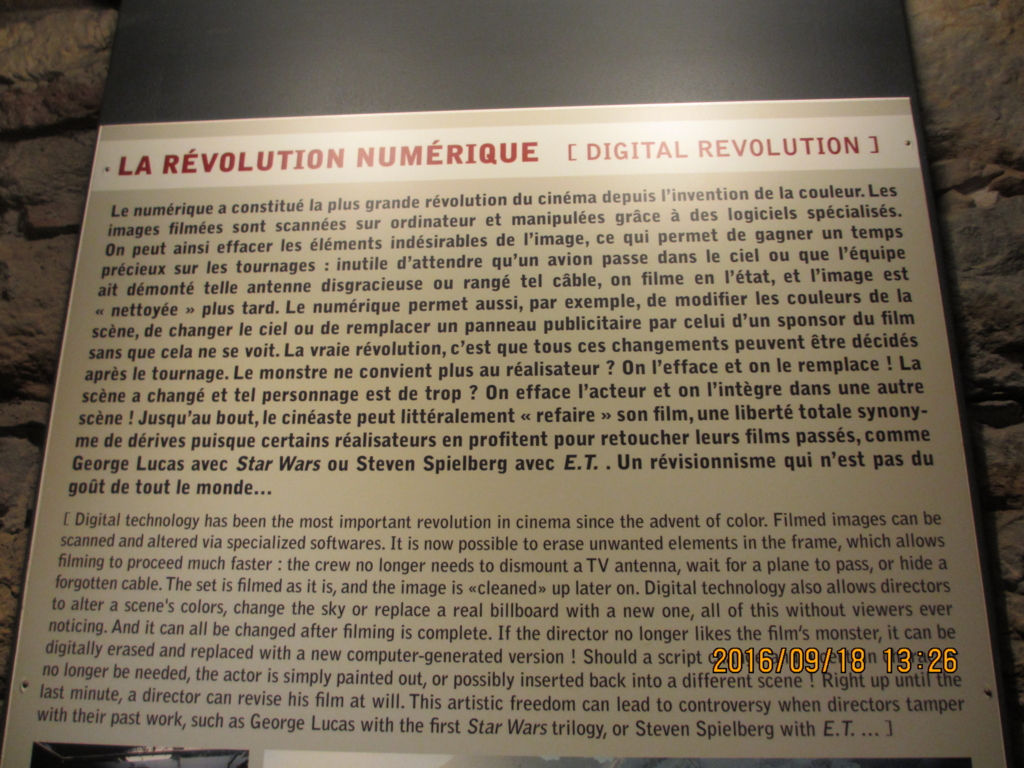 LA RÉVOLUTION NUMÉRIQUE [ DIGITAL REVOLUTION ]
Le numérique a constitué la plus grande révolution du cinéma depuis l'invention de la couleur. Les
images filmées sont scannées sur ordinateur et manipulées grâce à des logiciels spécialisés.
On peut ainsi effacer les éléments indésirables de l'image, ce qui permet de gagner un temps
précieux sur les tournages : inutile d'attendre qu'un avion passe dans le ciel ou que l'équipe
ait démonté telle antenne disgracieuse ou rangé tel câble, on filme en l'état, et l'image est
« nettoyée » plus tard. Le numérique permet aussi, par exemple, de modifier les couleurs de la
scène, de changer le ciel ou de remplacer un panneau publicitaire par celui d'un sponsor du film
sans que cela ne se voit. La vraie révolution, c'est que tous ces changements peuvent être décidés
après le tournage. Le monstre ne convient plus au réalisateur ? On l'efface et on le remplace ! La
scène a changé et tel personnage est de trop ? On efface l'acteur et on l'intègre dans une autre
scène ! Jusqu'au bout, le cinéaste peut littéralement « refaire » son film, une liberté totale synony-
me de dérives puisque certains réalisateurs en profitent pour retoucher leurs films passés, comme
George Lucas avec Star Wars ou Steven Spielberg avec E.T. . Un révisionnisme qui n'est pas du
goût de tout le monde...
[ Digital technology has been the most important revolution in cinema since the advent of color. Filmed images can be
scanned and altered via specialized softwares. It is now possible to erase unwanted elements in the frame, which allows
filming to proceed much faster : the crew no longer needs to dismount a TV antenna, wait for a plane to pass, or hide a
forgotten cable. The set is filmed as it is, and the image is «cleaned» up later on. Digital technology also allows directors
to alter a scene's colors, change the sky or replace a real billboard with a new one, all of this without viewers ever
noticing. And it can all be changed after filming is complete. If the director no longer likes the film's monster, it can be
digitally erased and replaced with a new computer-generated version ! Should a script
no longer be needed, the actor is simply painted out, or possibly inserted back into a different scene ! Right up until the
last minute, a director can revise his film at will. This artistic freedom can lead to controversy when directors tamper
with their past work, such as George Lucas with the first Star Wars trilogy, or Steven Spielberg with E.T. ... ]
2016/09/18 13:26